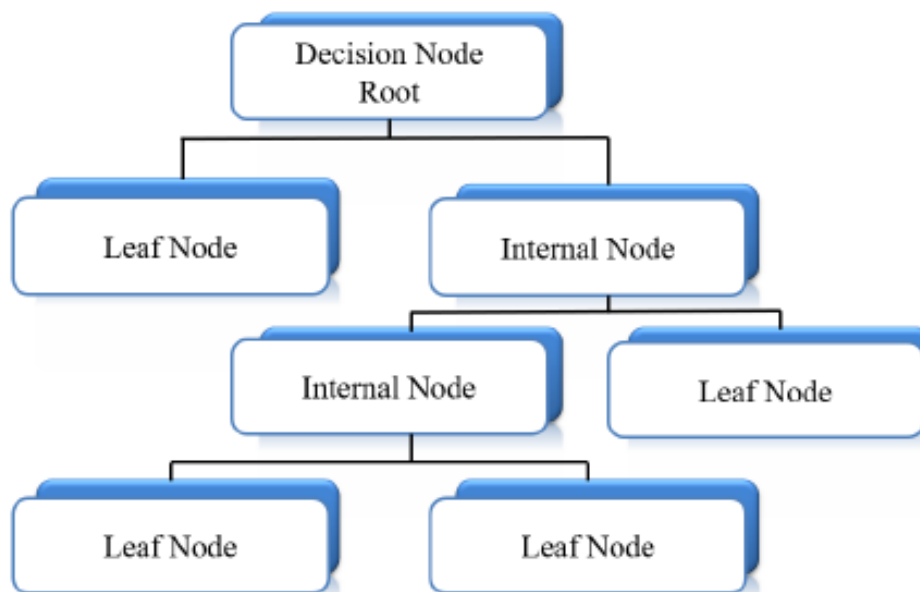 Decision Node
Root
Leaf Node
Internal Node
Internal Node
Leaf Node
Leaf Node
Leaf Node